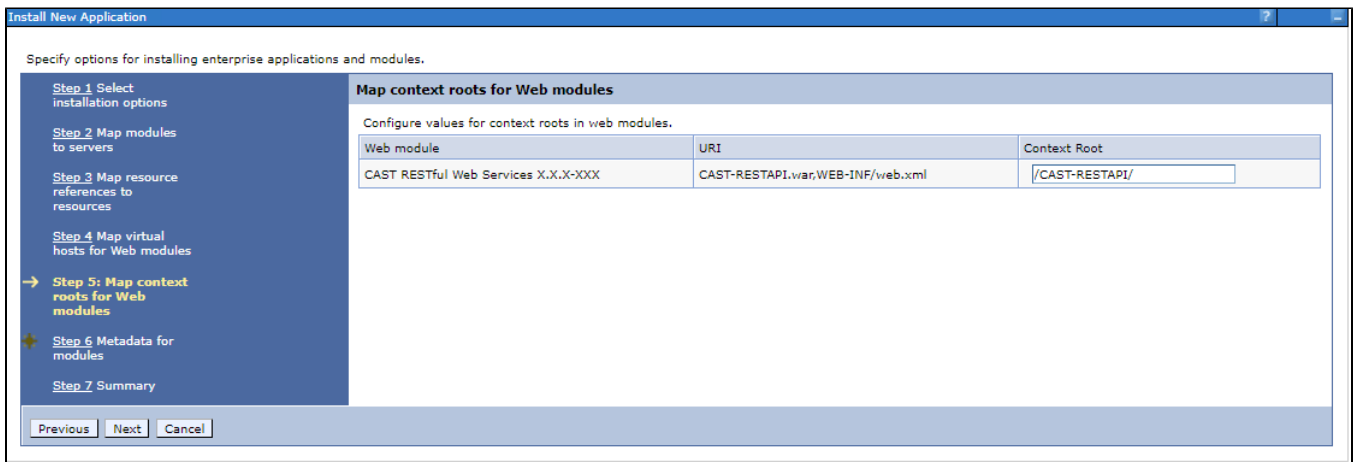 Install New Application ? –
Specify options for installing enterprise applications and modules.
Step 1 Select
installation options
Step 2 Map modules
to servers
Step 3 Map resource
references to
resources
Step 4 Map virtual
hosts for Web modules
→ Step 5: Map context
roots for Web
modules
Step 6 Metadata for
modules
Step 7 Summary
Map context roots for Web modules
Configure values for context roots in web modules.
Web module URI Context Root
CAST RESTful Web Services X.X.X-XXX CAST-RESTAPI.war,WEB-INF/web.xml /CAST-RESTAPI/
Previous Next Cancel